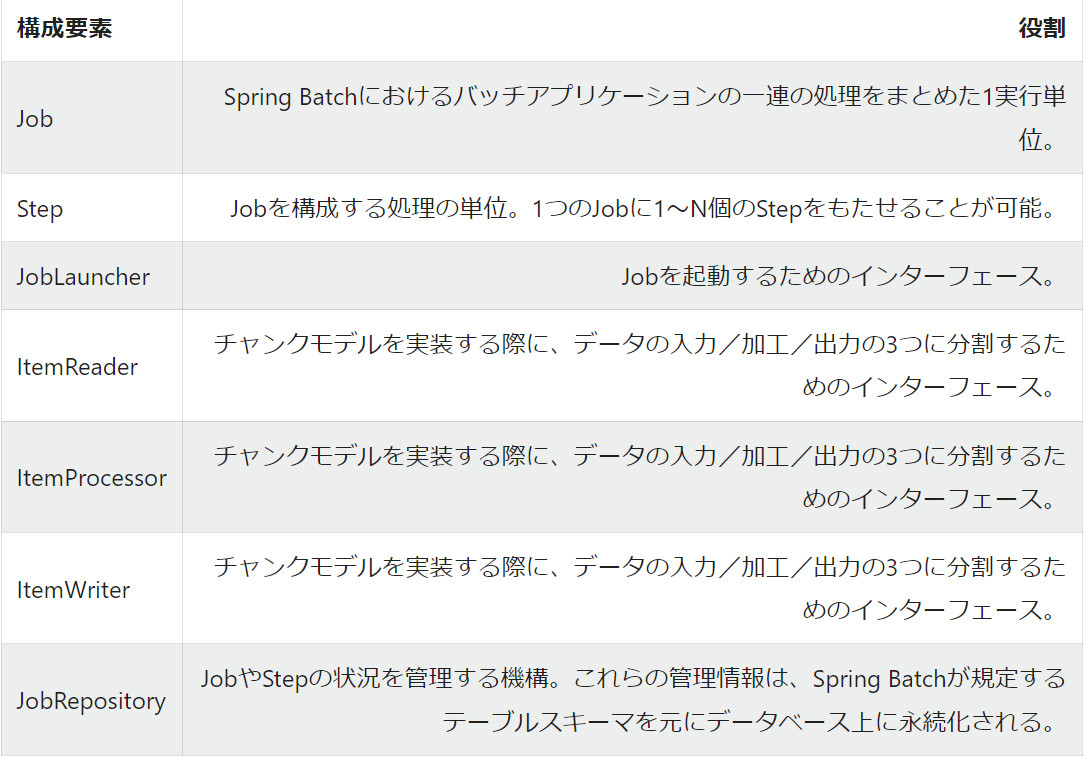 構成要素
役割
Job
Spring Batchにおけるバッチアプリケーションの一連の処理をまとめた1実行単
位。
Step
Jobを構成する処理の単位。1つのJobに1～N個のStepをもたせることが可能。
JobLauncher
Jobを起動するためのインターフェース。
ItemReader
チャンクモデルを実装する際に、データの入力／加工／出力の3つに分割するた
めのインターフェース。
ItemProcessor
チャンクモデルを実装する際に、データの入力／加工／出力の3つに分割するた
めのインターフェース。
ItemWriter
チャンクモデルを実装する際に、データの入力／加工／出力の3つに分割するた
めのインターフェース。
JobRepository
JobやStepの状況を管理する機構。これらの管理情報は、Spring Batchが規定する
テーブルスキーマを元にデータベース上に永続化される。